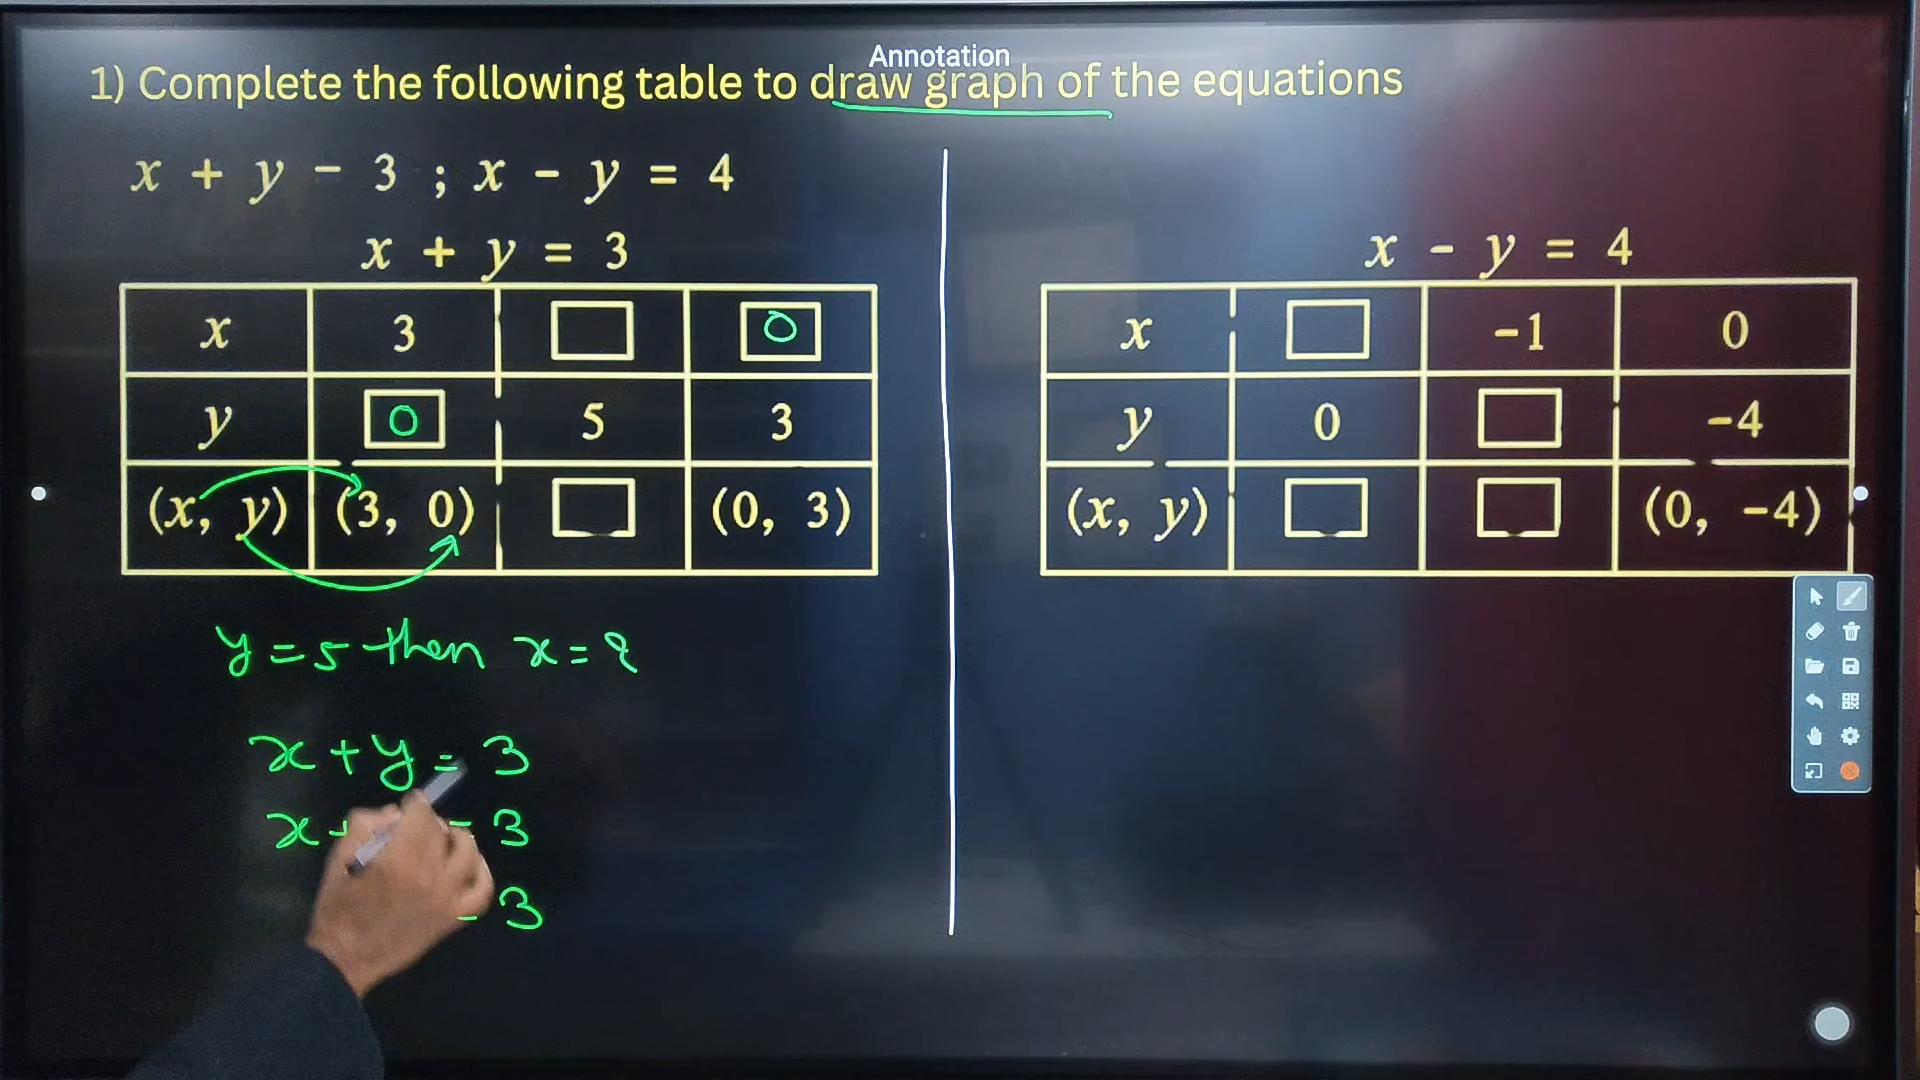 Annotation
1) Complete the following table to draw graph of the equations
x + y - 3 ; x - y = 4
x + y = 3
x 3 0
y 0 5 3
(x, y) (3, 0) (0, 3)
y = 5 then x = ?
x + y = 3
x + = 3
- 3
x - y = 4
x -1 0
y 0 -4
(x, y) (0, -4)